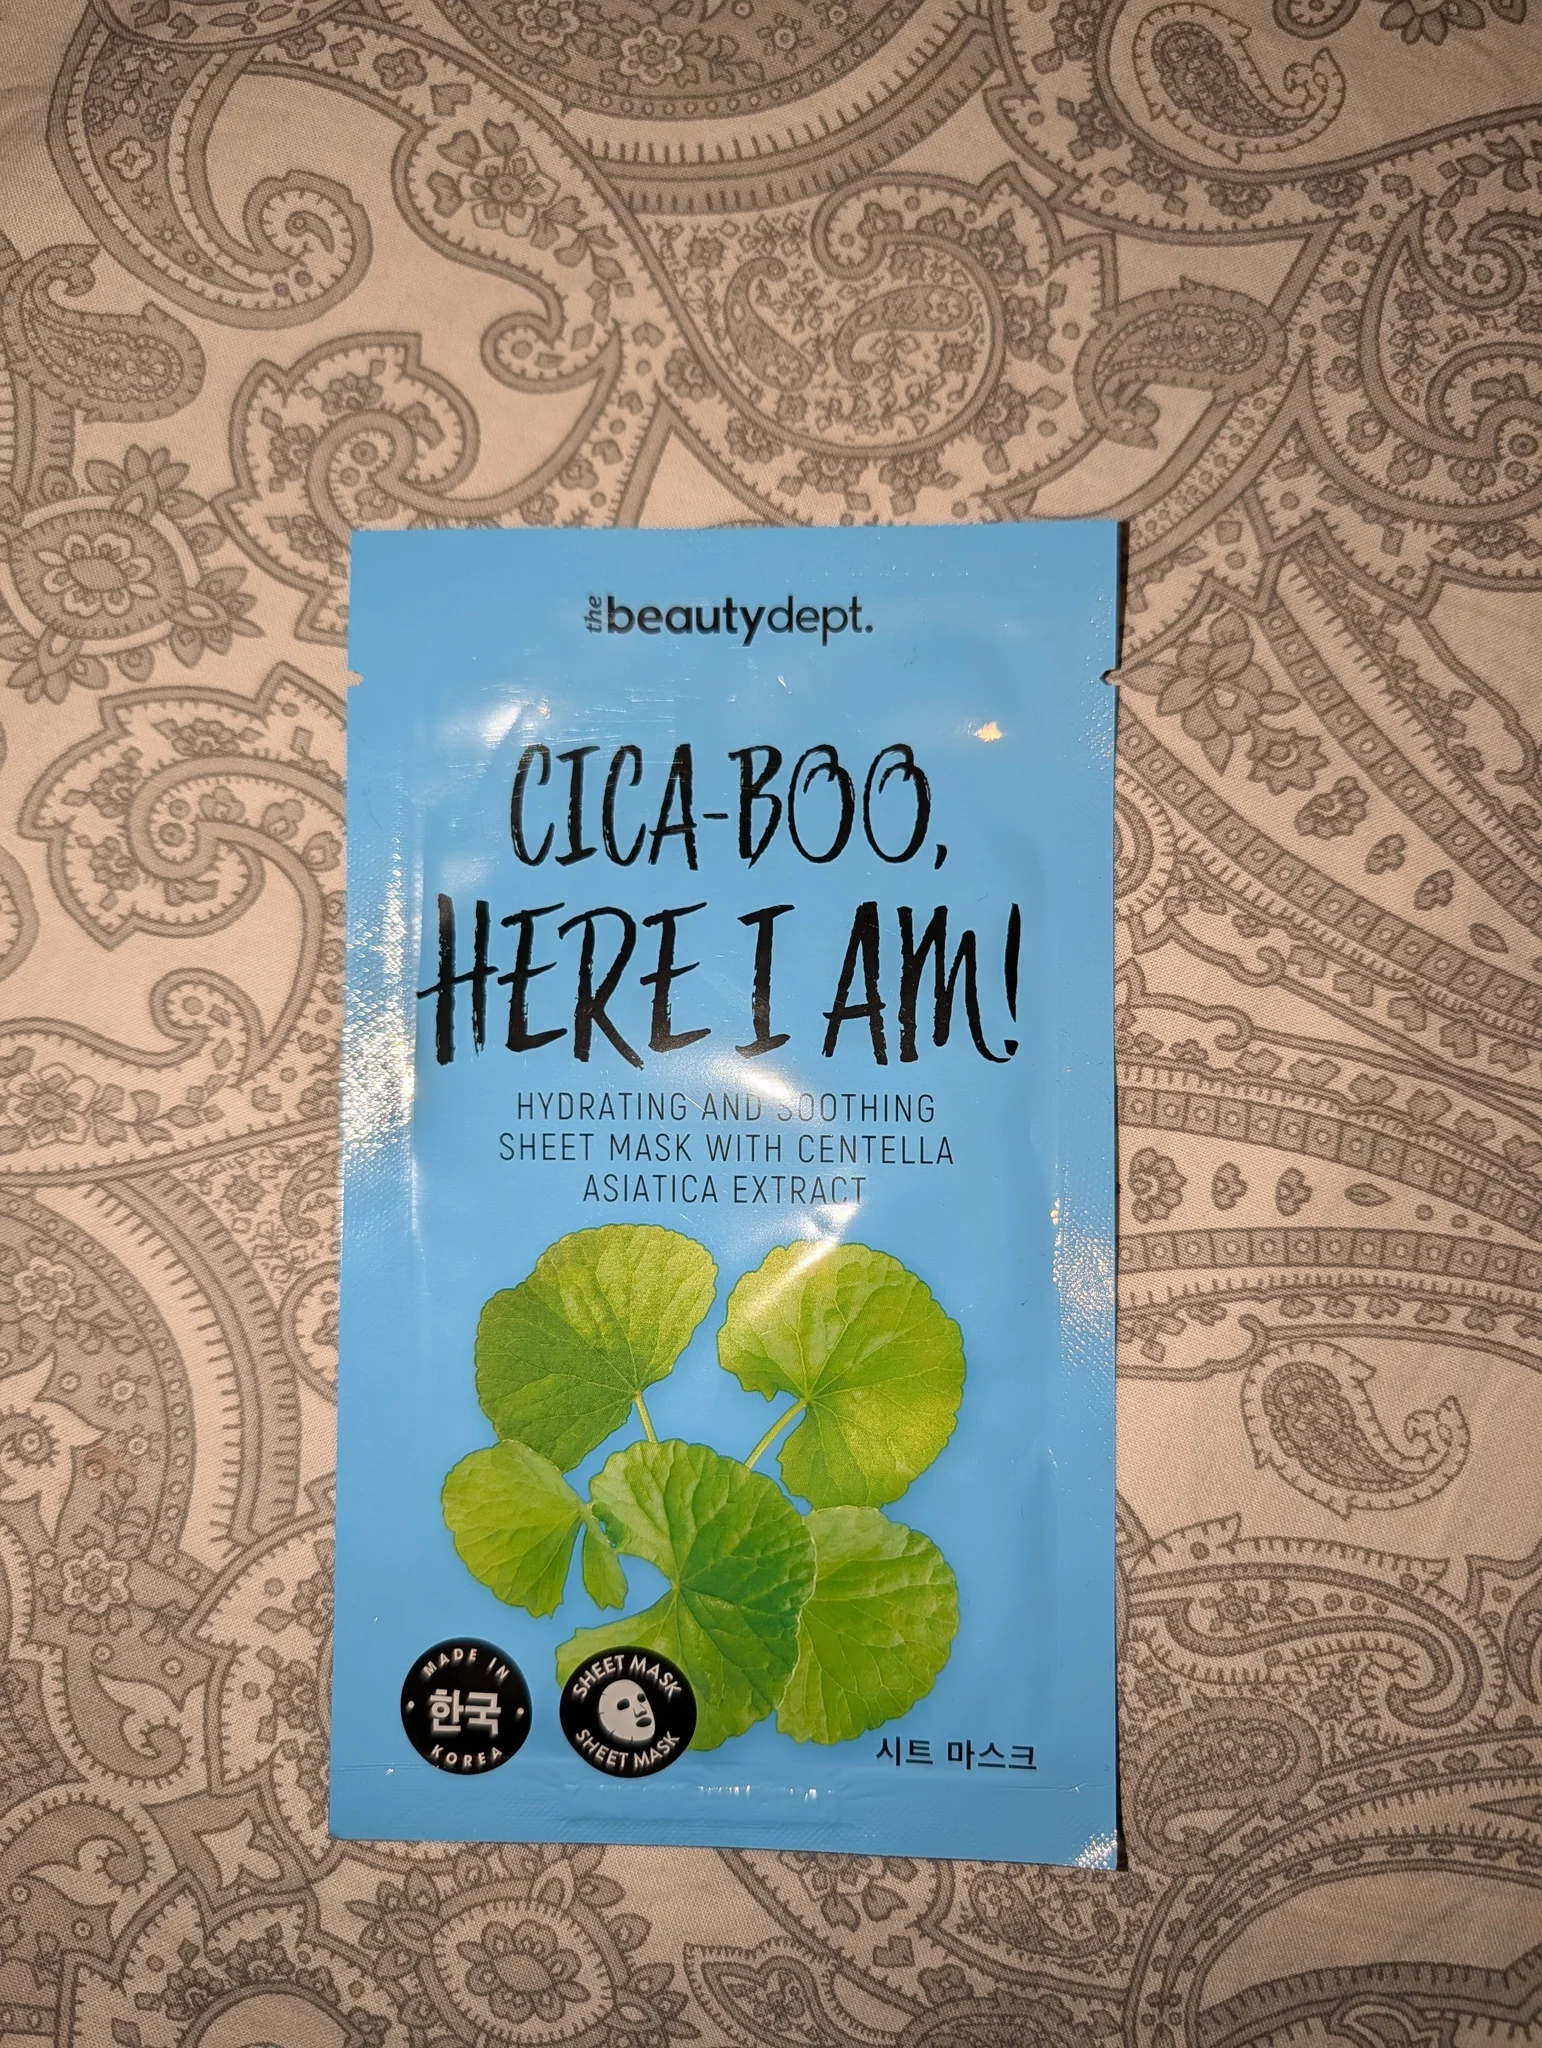 the beautydept.
CICA-BOO,
HERE I AM!
HYDRATING AND SOOTHING
SHEET MASK WITH CENTELLA
ASIATICA EXTRACT
MADE IN
한국
KOREA
SHEET MASK
SHEET MASK
시트 마스크